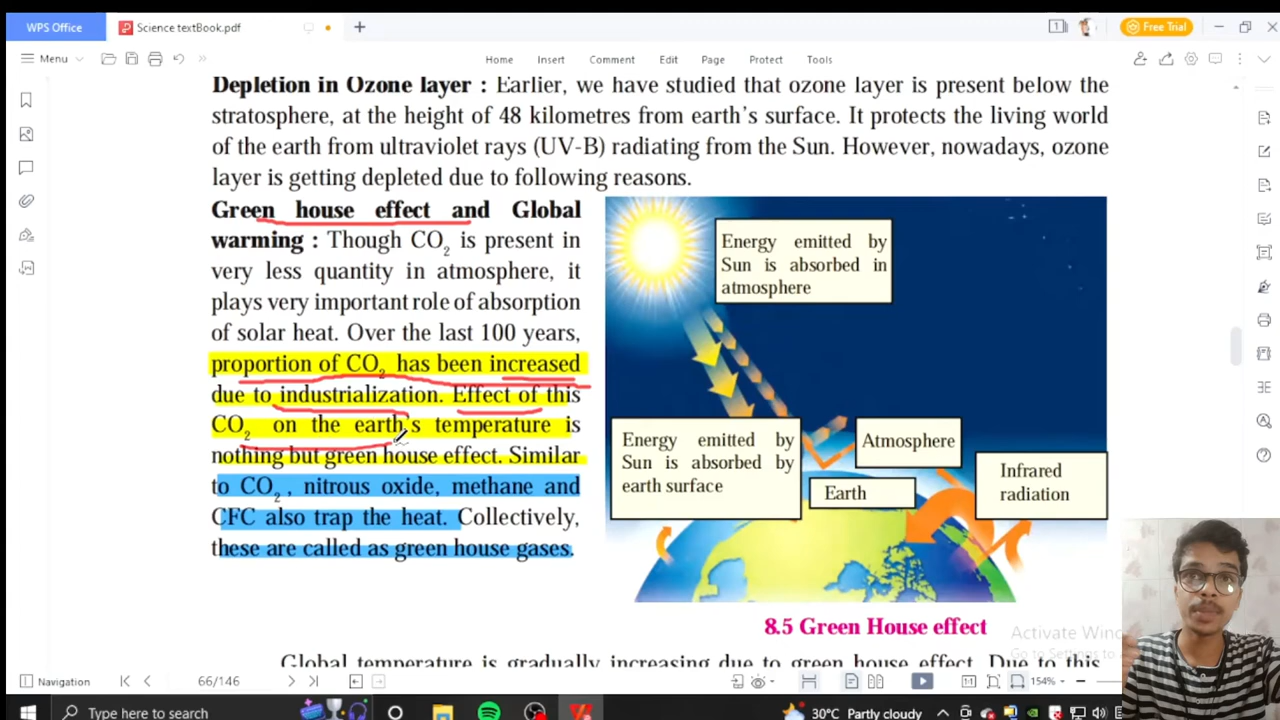 WPS Office
Science textBook.pdf
1
Free Trial
Menu
Home Insert Comment Edit Page Protect Tools
Depletion in Ozone layer : Earlier, we have studied that ozone layer is present below the
stratosphere, at the height of 48 kilometres from earth's surface. It protects the living world
of the earth from ultraviolet rays (UV-B) radiating from the Sun. However, nowadays, ozone
layer is getting depleted due to following reasons.
Green house effect and Global
warming : Though CO₂ is present in
very less quantity in atmosphere, it
plays very important role of absorption
of solar heat. Over the last 100 years,
proportion of CO₂ has been increased
due to industrialization. Effect of this
CO₂ on the earth's temperature is
nothing but green house effect. Similar
to CO₂, nitrous oxide, methane and
CFC also trap the heat. Collectively,
these are called as green house gases.
Energy emitted by
Sun is absorbed in
atmosphere
Energy emitted by
Sun is absorbed by
earth surface
Atmosphere
Earth
Infrared
radiation
8.5 Green House effect
Global temperature is gradually increasing due to green house effect. Due to this
Activate Win
Go to Settings to
Navigation
66/146
154%
Type here to search
30°C Partly cloudy